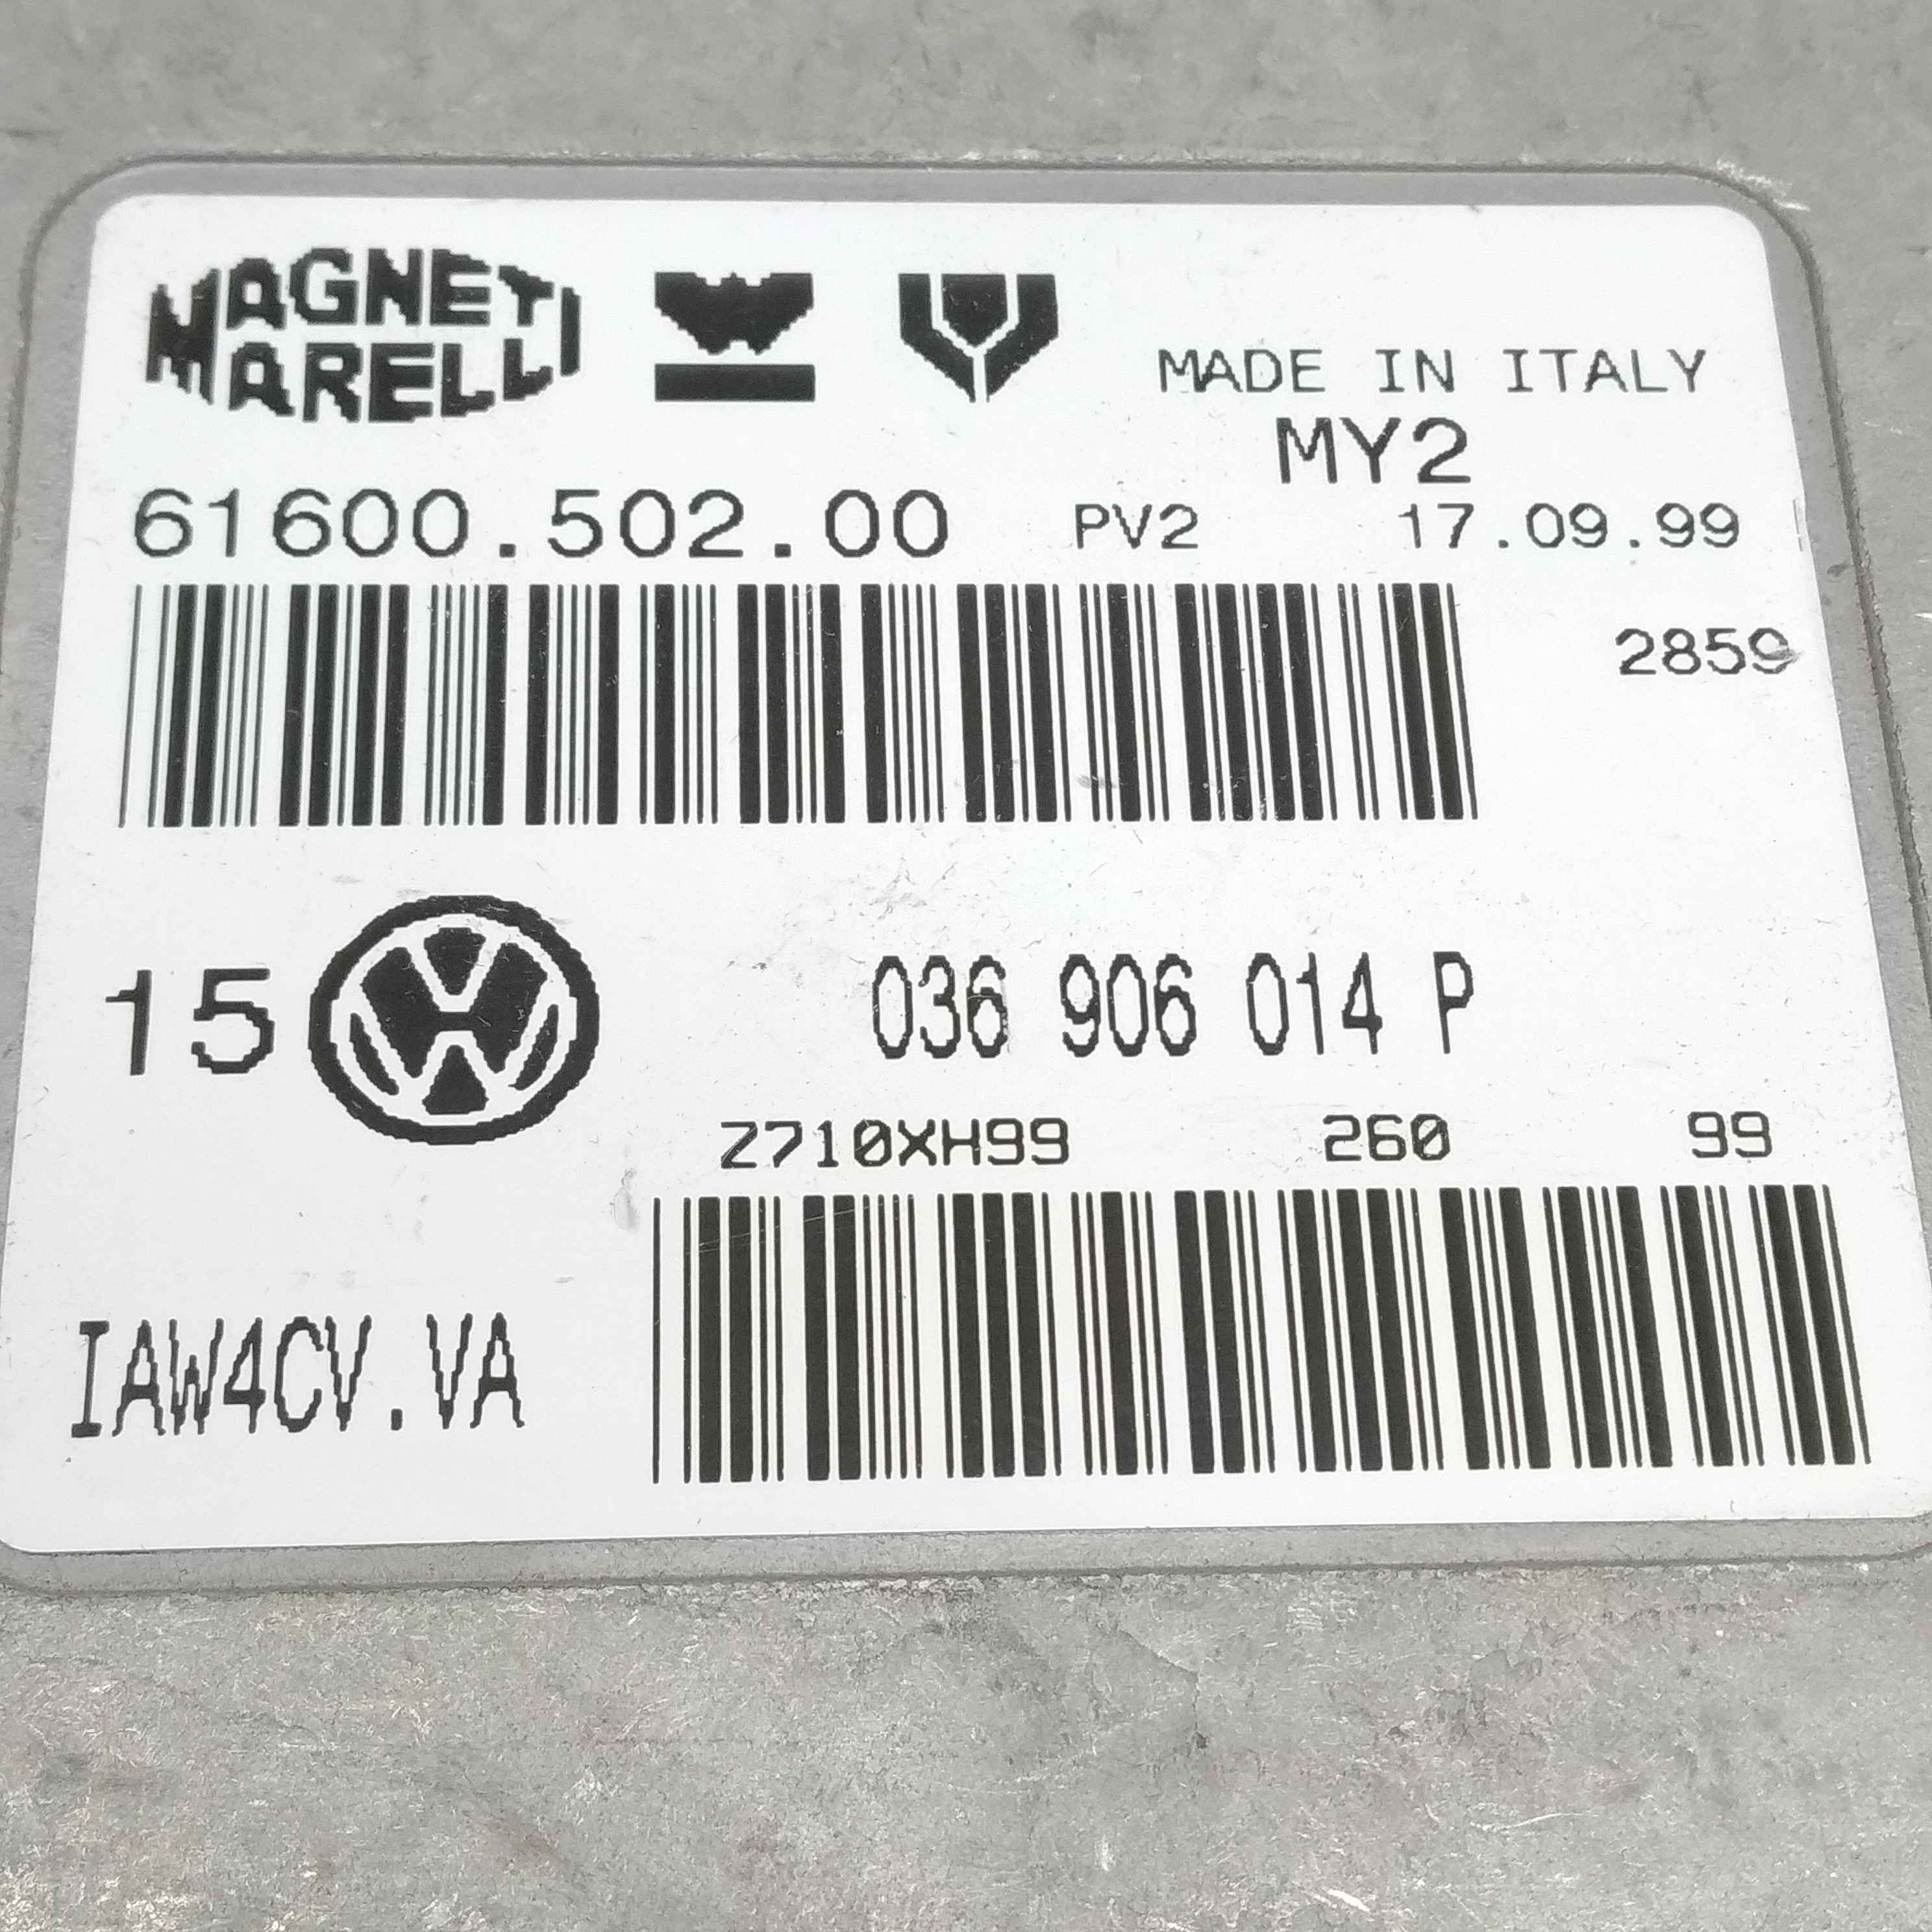 MAGNETI
MARELLI
MADE IN ITALY
MY2
61600.502.00 PV2 17.09.99
2859
15 036 906 014 P
Z710XH99 260 99
IAW4CV.VA